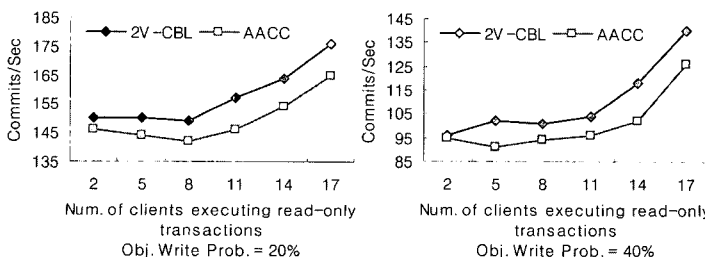 185
175
165
155
145
135
Commits/Sec
2V-CBL
AACC
2 5 8 11 14 17
Num. of clients executing read-only
transactions
Obj. Write Prob. = 20%
145
135
125
115
105
95
85
Commits/Sec
2V-CBL
AACC
2 5 8 11 14 17
Num. of clients executing read-only
transactions
Obj. Write Prob. = 40%